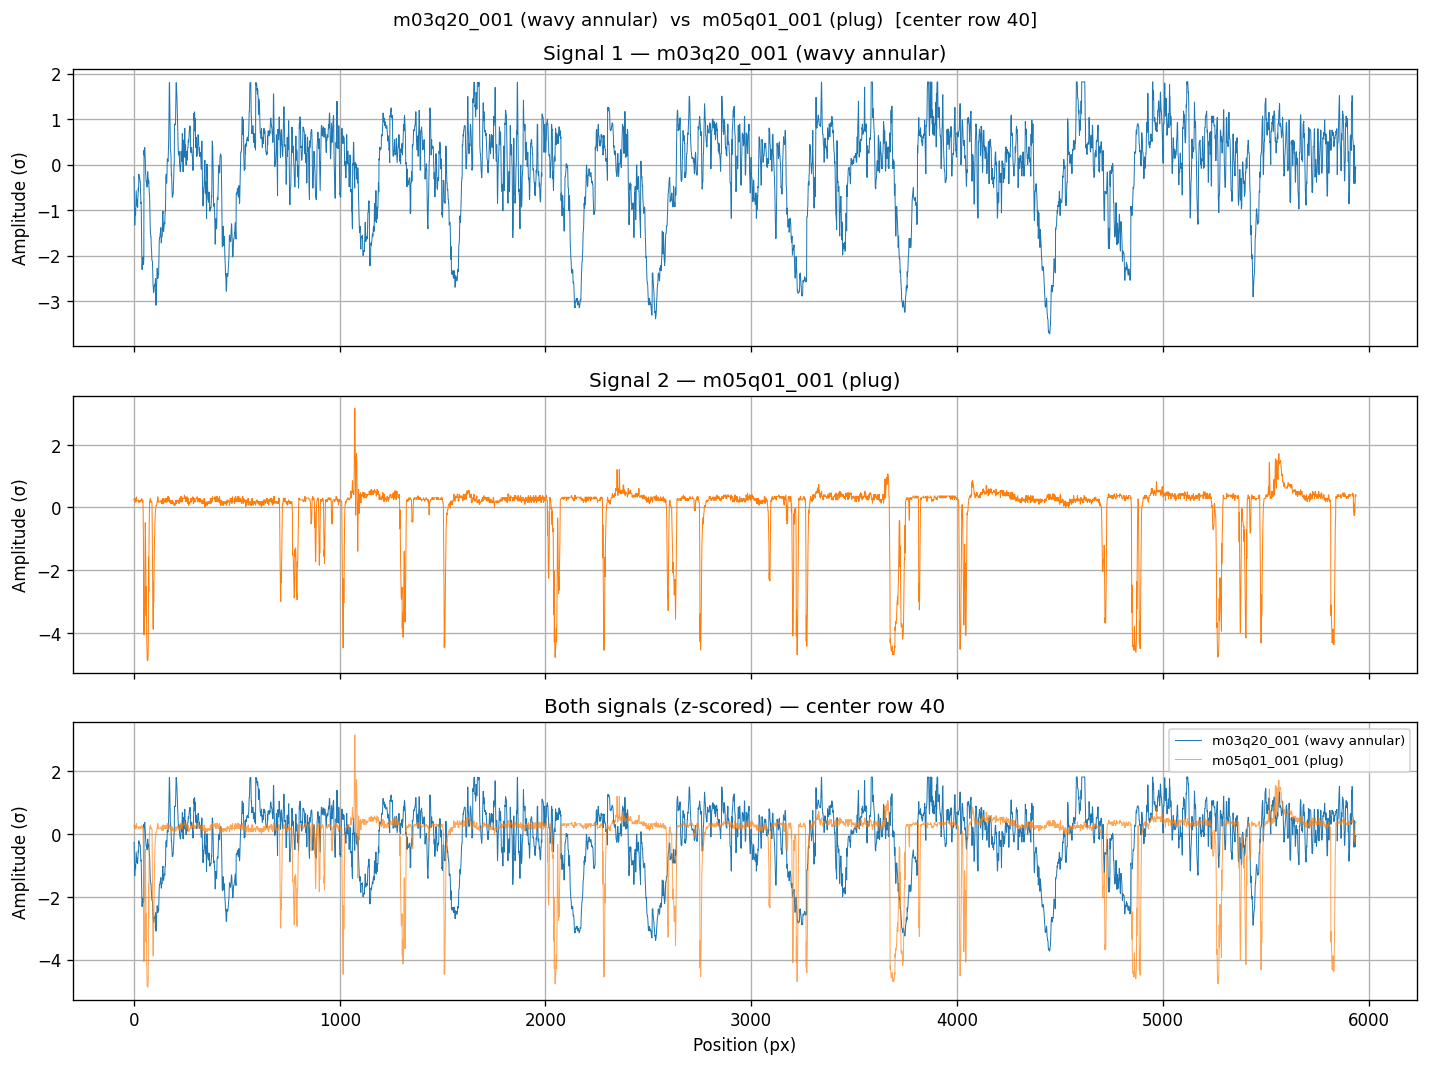 m03q20_001 (wavy annular)  vs  m05q01_001 (plug)  [center row 40]
Signal 1 — m03q20_001 (wavy annular)
Amplitude (σ)
2
1
0
−1
−2
−3
Signal 2 — m05q01_001 (plug)
Amplitude (σ)
2
0
−2
−4
Both signals (z-scored) — center row 40
m03q20_001 (wavy annular)
m05q01_001 (plug)
Amplitude (σ)
2
0
−2
−4
0 1000 2000 3000 4000 5000 6000
Position (px)